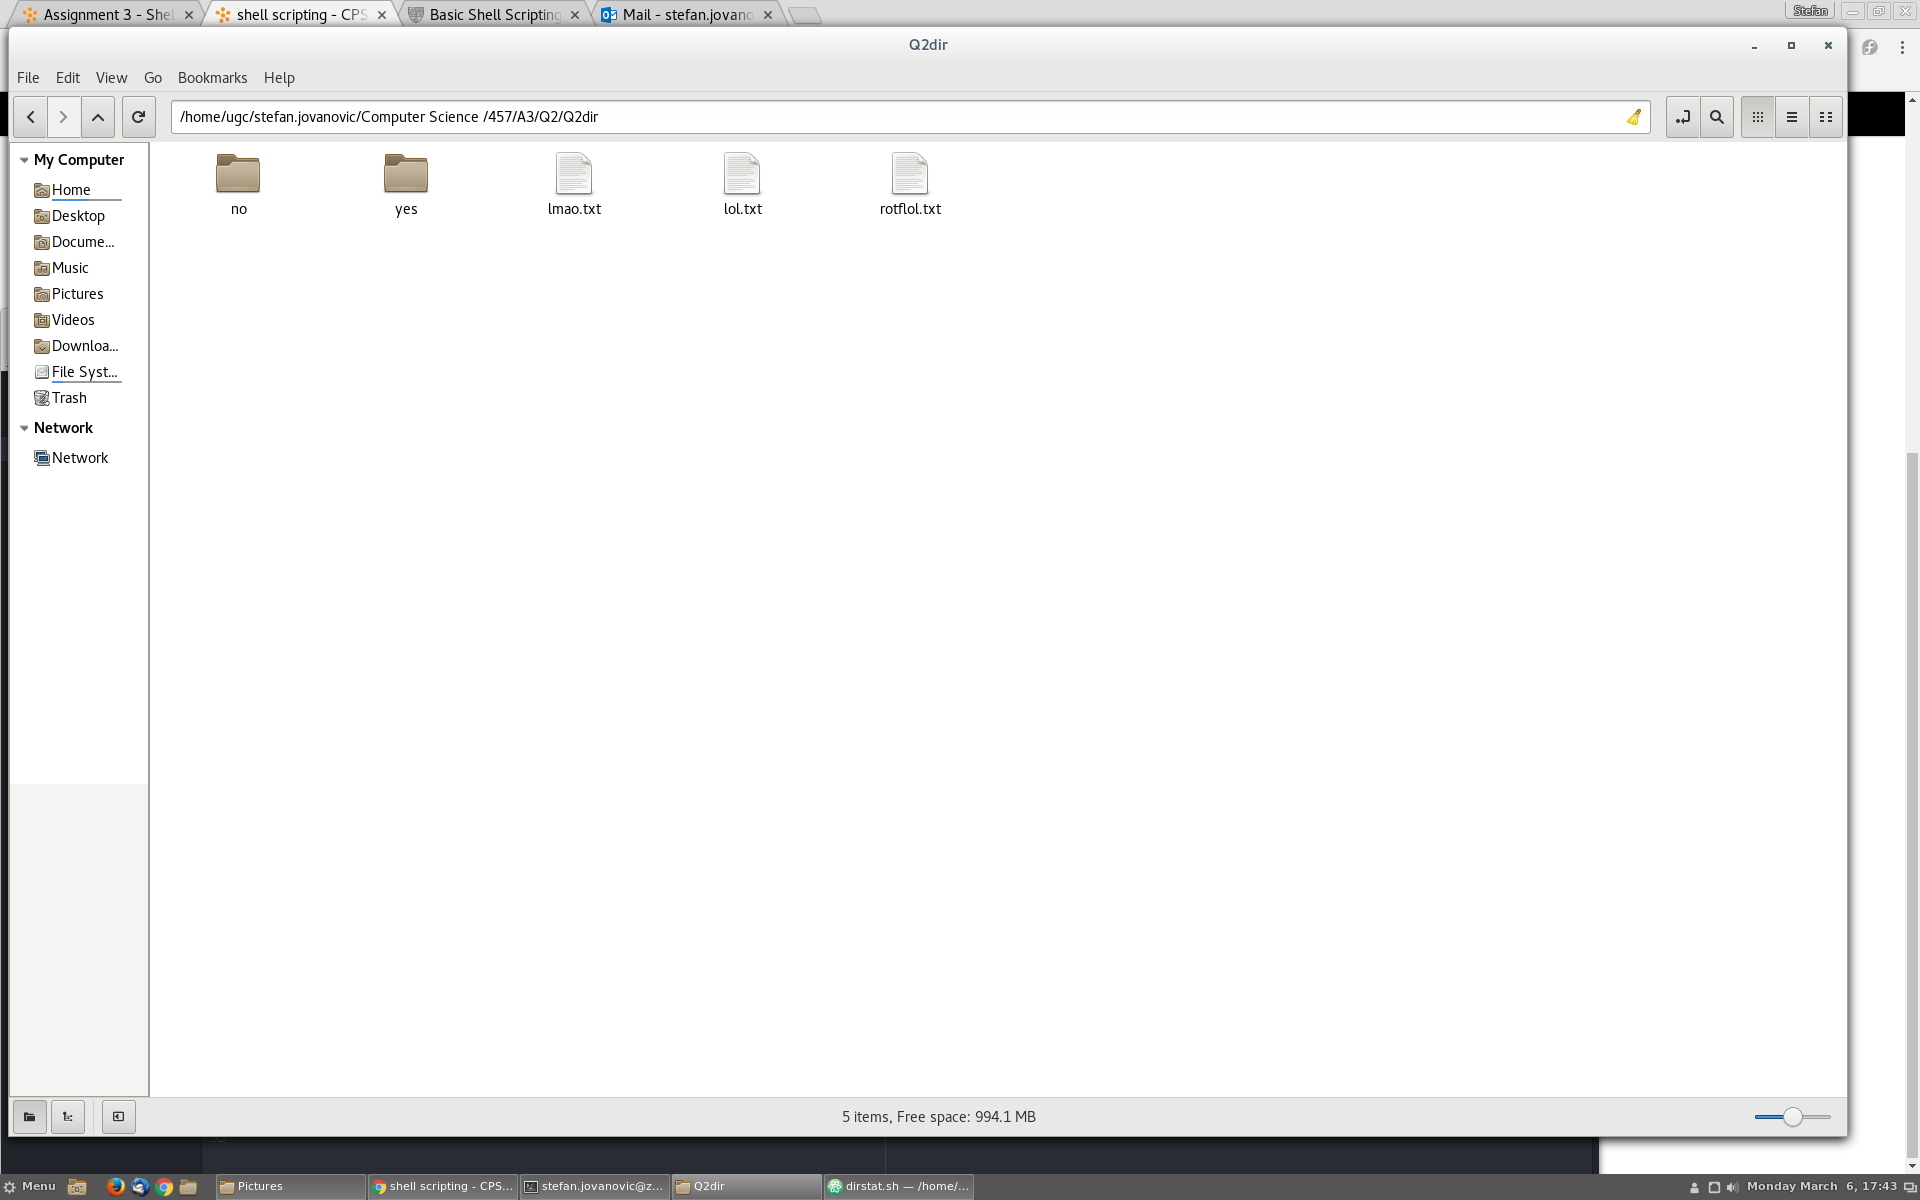 Assignment 3 - Shel
shell scripting - CPS
Basic Shell Scripting
Mail - stefan.jovano
Stefan
Q2dir
File Edit View Go Bookmarks Help
/home/ugc/stefan.jovanovic/Computer Science /457/A3/Q2/Q2dir
My Computer
Home
Desktop
Docume...
Music
Pictures
Videos
Downloa...
File Syst...
Trash
Network
Network
no
yes
lmao.txt
lol.txt
rotflol.txt
5 items, Free space: 994.1 MB
Menu
Pictures
shell scripting - CPS...
stefan.jovanovic@z...
Q2dir
dirstat.sh — /home/...
Monday March 6, 17:43